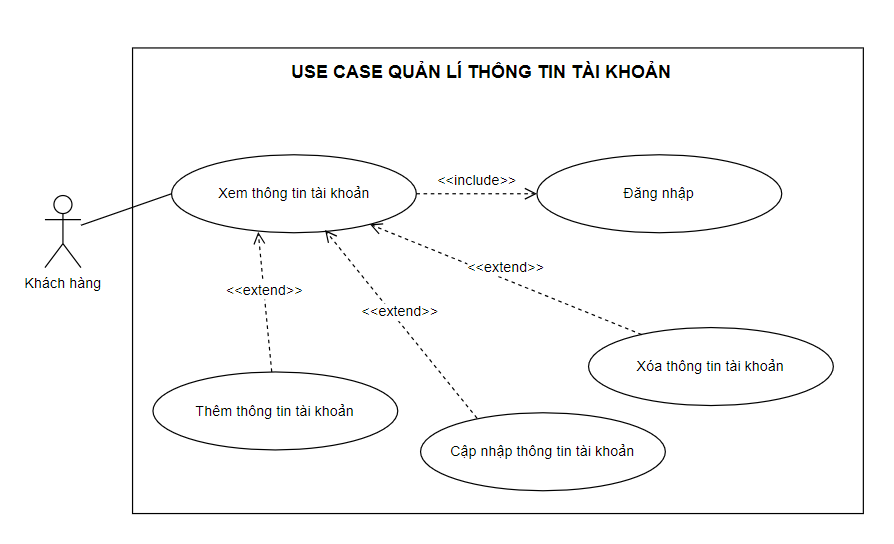 USE CASE QUẢN LÍ THÔNG TIN TÀI KHOẢN
Xem thông tin tài khoản
<<include>>
Đăng nhập
Khách hàng
<<extend>>
<<extend>>
<<extend>>
Xóa thông tin tài khoản
Thêm thông tin tài khoản
Cập nhập thông tin tài khoản